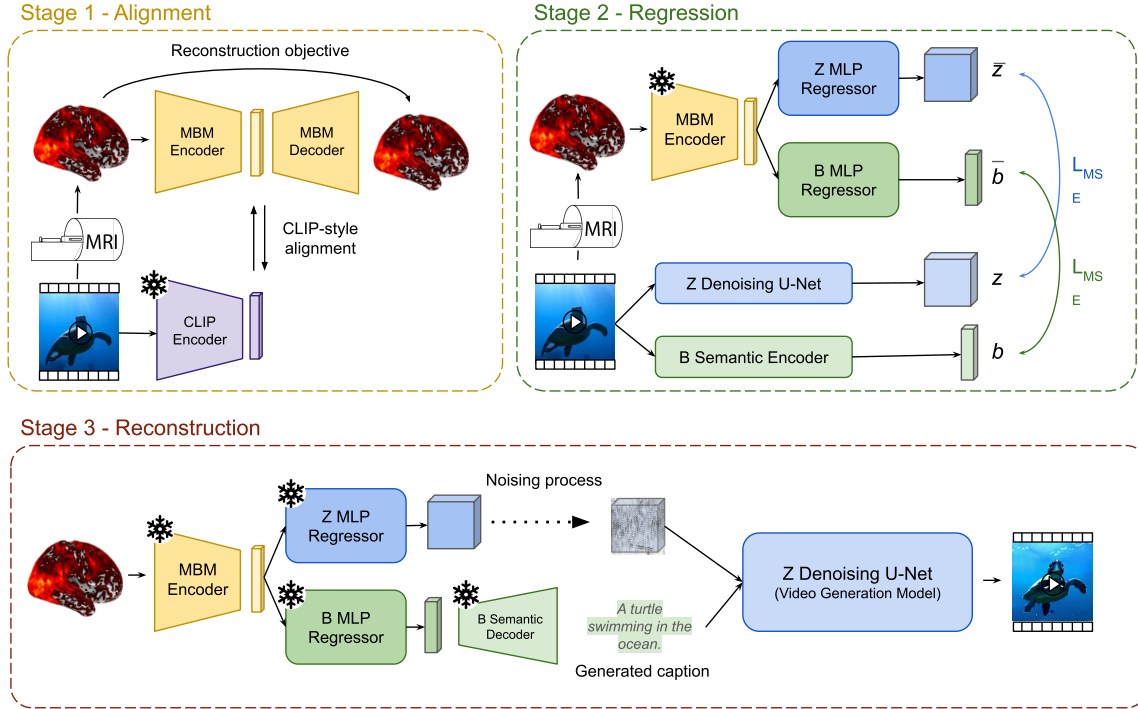 Stage 1 - Alignment
Reconstruction objective
MBM
Encoder
MBM
Decoder
MRI
CLIP-style
alignment
CLIP
Encoder
Stage 2 - Regression
MBM
Encoder
Z MLP
Regressor
z̅
B MLP
Regressor
b̅
L_MS
E
MRI
Z Denoising U-Net
z
L_MS
E
B Semantic Encoder
b
Stage 3 - Reconstruction
MBM
Encoder
Z MLP
Regressor
Noising process
B MLP
Regressor
B Semantic
Decoder
A turtle
swimming in the
ocean.
Generated caption
Z Denoising U-Net
(Video Generation Model)